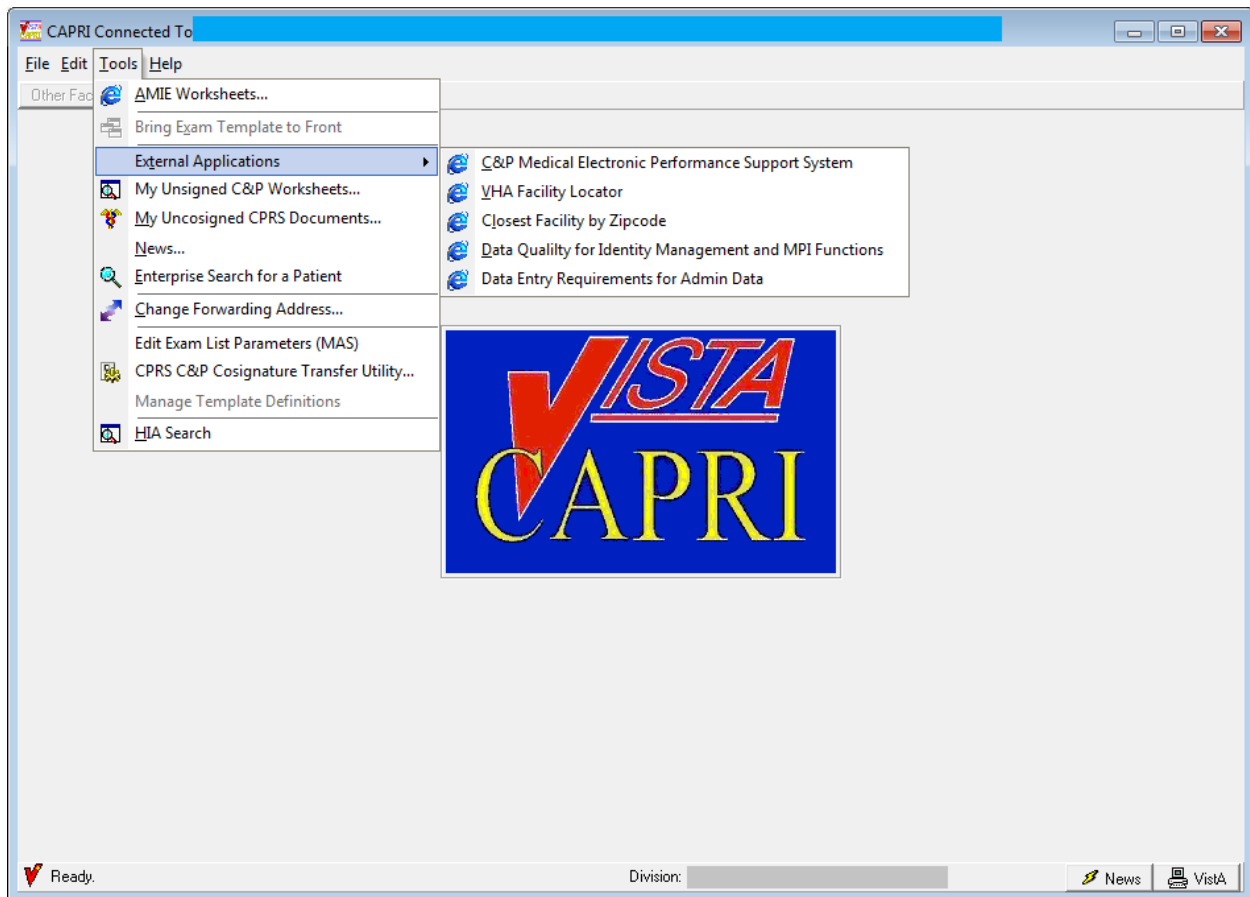 CAPRI Connected To
File Edit Tools Help
Other Fac
AMIE Worksheets...
Bring Exam Template to Front
External Applications
My Unsigned C&P Worksheets...
My Uncosigned CPRS Documents...
News...
Enterprise Search for a Patient
Change Forwarding Address...
Edit Exam List Parameters (MAS)
CPRS C&P Cosignature Transfer Utility...
Manage Template Definitions
HIA Search
C&P Medical Electronic Performance Support System
VHA Facility Locator
Closest Facility by Zipcode
Data Qualilty for Identity Management and MPI Functions
Data Entry Requirements for Admin Data
VISTA
CAPRI
Ready.
Division:
News
VistA